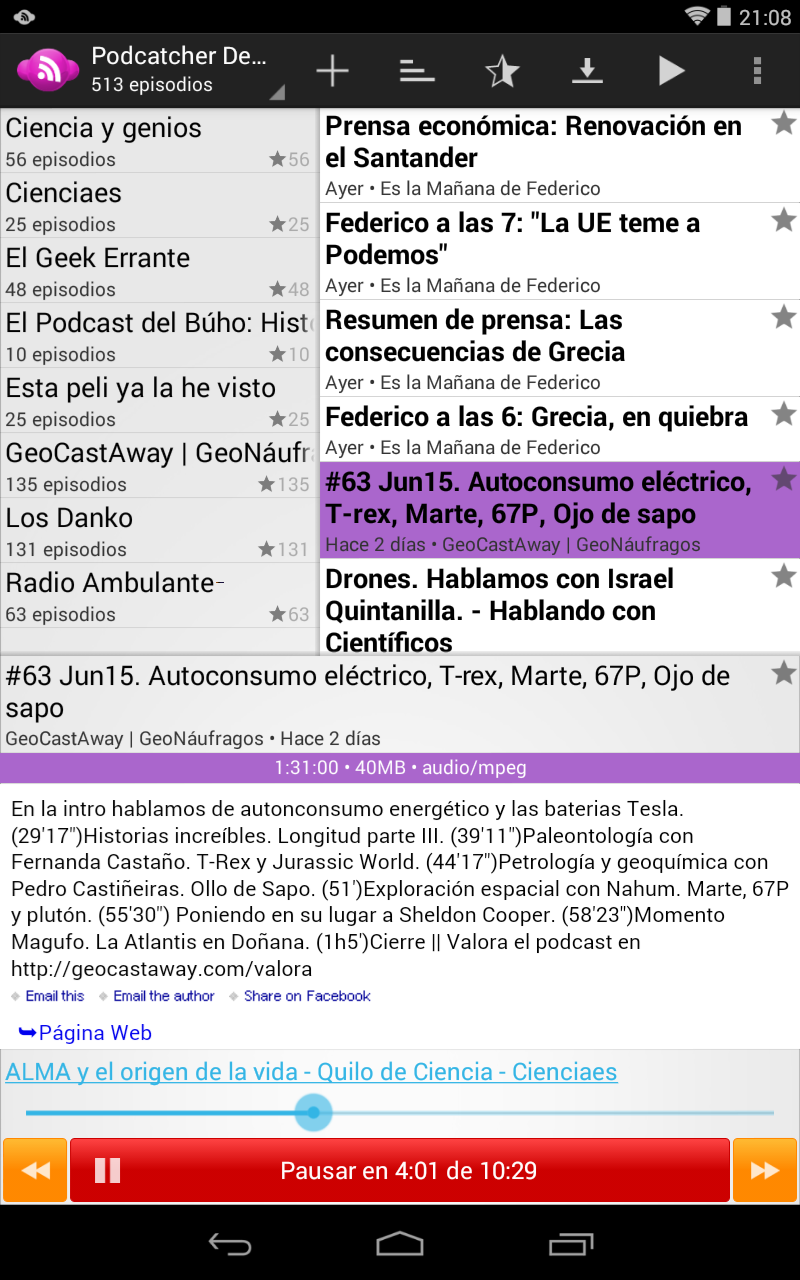 21:08
Podcatcher De...
513 episodios
Ciencia y genios
56 episodios
56
Cienciaes
25 episodios
25
El Geek Errante
48 episodios
48
El Podcast del Búho: Histo
10 episodios
10
Esta peli ya la he visto
25 episodios
25
GeoCastAway | GeoNáufra
135 episodios
135
Los Danko
131 episodios
131
Radio Ambulante-
63 episodios
63
Prensa económica: Renovación en
el Santander
Ayer • Es la Mañana de Federico
Federico a las 7: "La UE teme a
Podemos"
Ayer • Es la Mañana de Federico
Resumen de prensa: Las
consecuencias de Grecia
Ayer • Es la Mañana de Federico
Federico a las 6: Grecia, en quiebra
Ayer • Es la Mañana de Federico
#63 Jun15. Autoconsumo eléctrico,
T-rex, Marte, 67P, Ojo de sapo
Hace 2 días • GeoCastAway | GeoNáufragos
Drones. Hablamos con Israel
Quintanilla. - Hablando con
Científicos
#63 Jun15. Autoconsumo eléctrico, T-rex, Marte, 67P, Ojo de
sapo
GeoCastAway | GeoNáufragos • Hace 2 días
1:31:00 • 40MB • audio/mpeg
En la intro hablamos de autonconsumo energético y las baterias Tesla.
(29'17")Historias increíbles. Longitud parte III. (39'11")Paleontología con
Fernanda Castaño. T-Rex y Jurassic World. (44'17")Petrología y geoquímica con
Pedro Castiñeiras. Ollo de Sapo. (51')Exploración espacial con Nahum. Marte, 67P
y plutón. (55'30") Poniendo en su lugar a Sheldon Cooper. (58'23")Momento
Magufo. La Atlantis en Doñana. (1h5')Cierre || Valora el podcast en
http://geocastaway.com/valora
Email this Email the author Share on Facebook
Página Web
ALMA y el origen de la vida - Quilo de Ciencia - Cienciaes
Pausar en 4:01 de 10:29